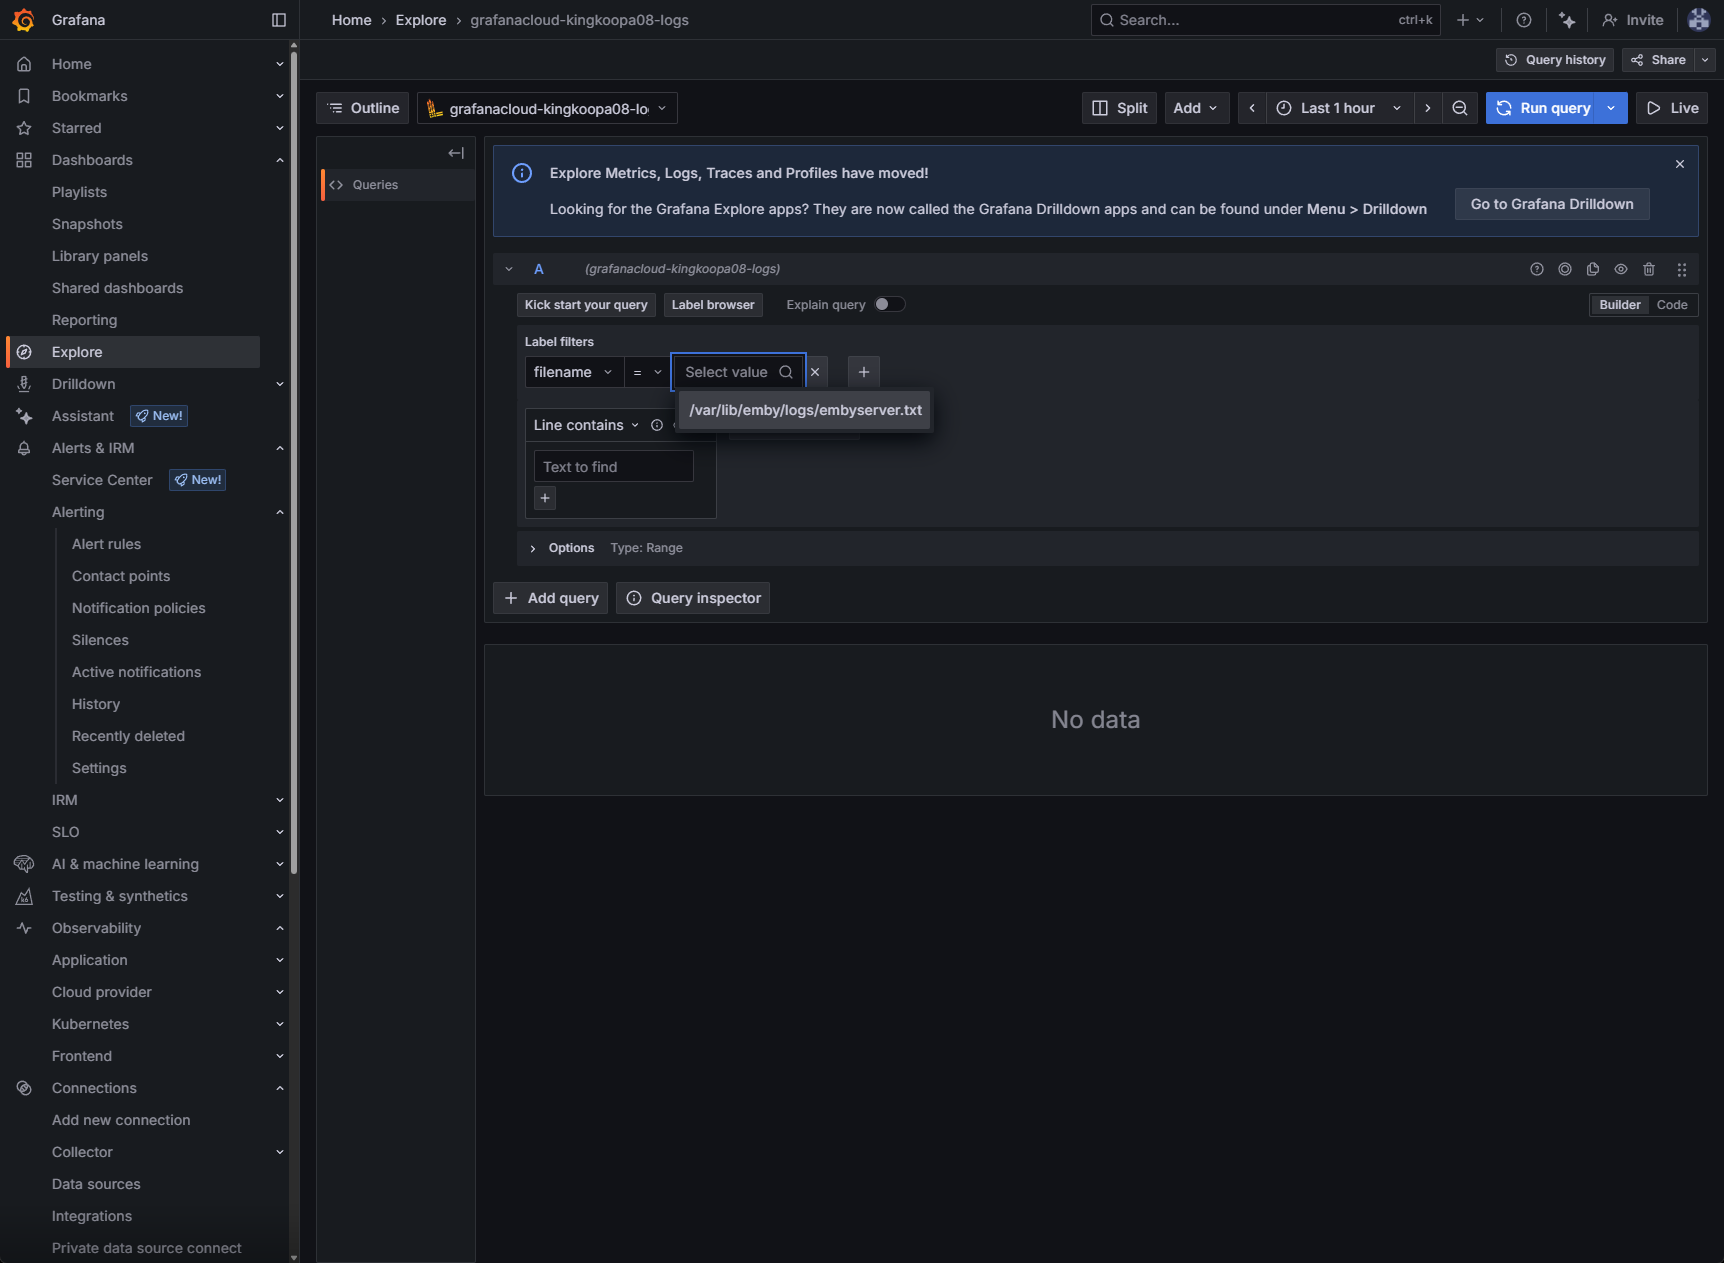 Grafana
Home › Explore › grafanacloud-kingkoopa08-logs
Search...
ctrl+k
Invite
Query history
Share
Home
Bookmarks
Starred
Dashboards
Playlists
Snapshots
Library panels
Shared dashboards
Reporting
Explore
Drilldown
Assistant
New!
Alerts & IRM
Service Center
New!
Alerting
Alert rules
Contact points
Notification policies
Silences
Active notifications
History
Recently deleted
Settings
IRM
SLO
AI & machine learning
Testing & synthetics
Observability
Application
Cloud provider
Kubernetes
Frontend
Connections
Add new connection
Collector
Data sources
Integrations
Private data source connect
Outline
grafanacloud-kingkoopa08-lo
Split
Add
Last 1 hour
Run query
Live
Queries
Explore Metrics, Logs, Traces and Profiles have moved!
Looking for the Grafana Explore apps? They are now called the Grafana Drilldown apps and can be found under Menu > Drilldown
Go to Grafana Drilldown
A
(grafanacloud-kingkoopa08-logs)
Kick start your query
Label browser
Explain query
Builder
Code
Label filters
filename
=
Select value
/var/lib/emby/logs/embyserver.txt
Line contains
Text to find
Options
Type: Range
Add query
Query inspector
No data